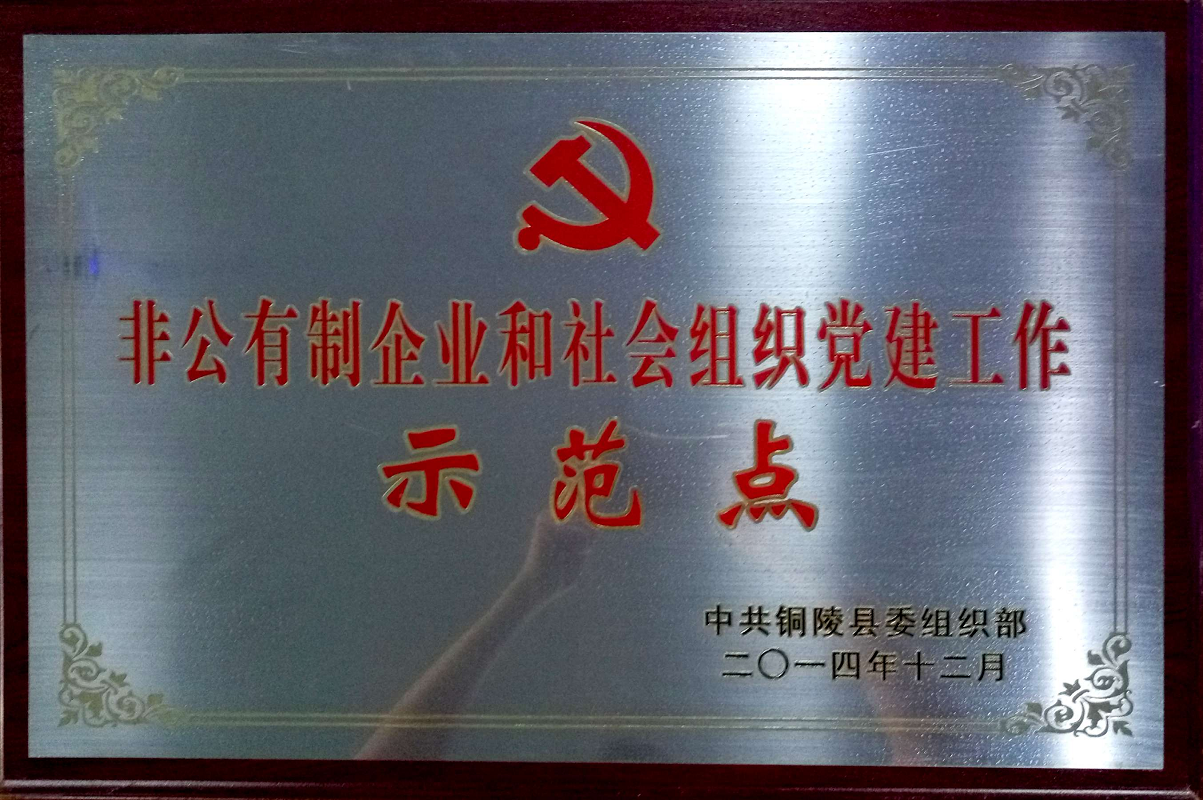 非公有制企业和社会组织党建工作
示范点
中共铜陵县委组织部
二〇一四年十二月